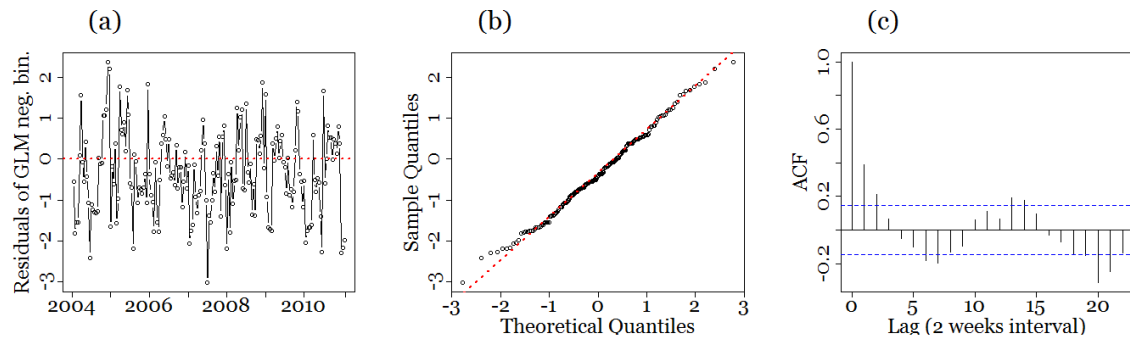 (a)
Residuals of GLM neg. bin.
2
1
0
-1
-2
-3
2004 2006 2008 2010
(b)
Sample Quantiles
2
1
0
-1
-2
-3
-3 -2 -1 0 1 2 3
Theoretical Quantiles
(c)
ACF
1.0
0.6
0.2
-0.2
0 5 10 15 20
Lag (2 weeks interval)